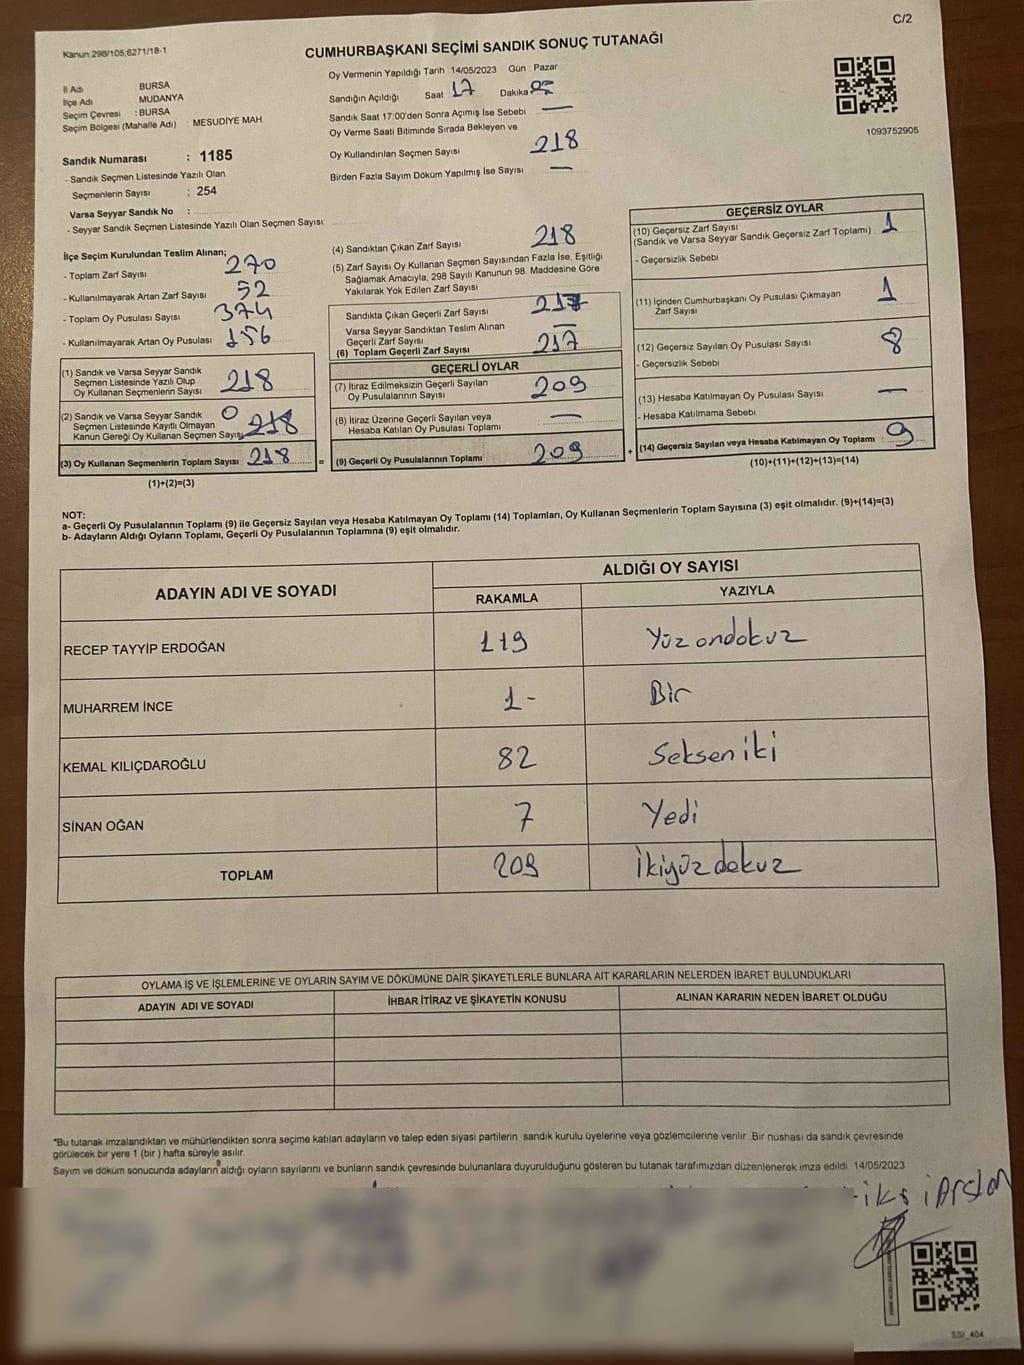 C/2
Kanun:298/105;6271/18-1
CUMHURBAŞKANI SEÇİMİ SANDIK SONUÇ TUTANAĞI
İl Adı BURSA
İlçe Adı MUDANYA
Seçim Çevresi : BURSA
Seçim Bölgesi (Mahalle Adı) : MESUDİYE MAH.
Oy Vermenin Yapıldığı Tarih 14/05/2023 Gün : Pazar
Sandığın Açıldığı Saat 17 Dakika
Sandık Saat 17:00'den Sonra Açımış İse Sebebi —
Oy Verme Saati Bitiminde Sırada Bekleyen ve
Oy Kullandırılan Seçmen Sayısı 218
Birden Fazla Sayım Döküm Yapılmış İse Sayısı —
1093752905
Sandık Numarası : 1185
- Sandık Seçmen Listesinde Yazılı Olan
Seçmenlerin Sayısı : 254
Varsa Seyyar Sandık No :
- Seyyar Sandık Seçmen Listesinde Yazılı Olan Seçmen Sayısı:
İlçe Seçim Kurulundan Teslim Alınan;
- Toplam Zarf Sayısı 270
- Kullanılmayarak Artan Zarf Sayısı 52
- Toplam Oy Pusulası Sayısı 374
- Kullanılmayarak Artan Oy Pusulası 156
(1) Sandık ve Varsa Seyyar Sandık
Seçmen Listesinde Yazılı Olup
Oy Kullanan Seçmenlerin Sayısı 218
(2) Sandık ve Varsa Seyyar Sandık 0
Seçmen Listesinde Kayıtlı Olmayan
Kanun Gereği Oy Kullanan Seçmen Sayısı 218
(3) Oy Kullanan Seçmenlerin Toplam Sayısı 218 =
(1)+(2)=(3)
(4) Sandıktan Çıkan Zarf Sayısı 218
(5) Zarf Sayısı Oy Kullanan Seçmen Sayısından Fazla İse, Eşitliği
Sağlamak Amacıyla; 298 Sayılı Kanunun 98. Maddesine Göre
Yakılarak Yok Edilen Zarf Sayısı
Sandıkta Çıkan Geçerli Zarf Sayısı 217
Varsa Seyyar Sandıktan Teslim Alınan
Geçerli Zarf Sayısı —
(6) Toplam Geçerli Zarf Sayısı 217
GEÇERLİ OYLAR
(7) İtiraz Edilmeksizin Geçerli Sayılan
Oy Pusulalarının Sayısı 209
(8) İtiraz Üzerine Geçerli Sayılan veya
Hesaba Katılan Oy Pusulası Toplamı —
(9) Geçerli Oy Pusulalarının Toplamı 209 +
GEÇERSİZ OYLAR
(10) Geçersiz Zarf Sayısı
(Sandık ve Varsa Seyyar Sandık Geçersiz Zarf Toplamı) 1
- Geçersizlik Sebebi
(11) İçinden Cumhurbaşkanı Oy Pusulası Çıkmayan
Zarf Sayısı 1
(12) Geçersiz Sayılan Oy Pusulası Sayısı 8
- Geçersizlik Sebebi
(13) Hesaba Katılmayan Oy Pusulası Sayısı —
- Hesaba Katılmama Sebebi
(14) Geçersiz Sayılan veya Hesaba Katılmayan Oy Toplamı : 9
(10)+(11)+(12)+(13)=(14)
NOT:
a- Geçerli Oy Pusulalarının Toplamı (9) ile Geçersiz Sayılan veya Hesaba Katılmayan Oy Toplamı (14) Toplamları, Oy Kullanan Seçmenlerin Toplam Sayısına (3) eşit olmalıdır. (9)+(14)=(3)
b- Adayların Aldığı Oyların Toplamı, Geçerli Oy Pusulalarının Toplamına (9) eşit olmalıdır.
ADAYIN ADI VE SOYADI
ALDIĞI OY SAYISI
RAKAMLA YAZIYLA
RECEP TAYYİP ERDOĞAN 119 Yüz ondokuz
MUHARREM İNCE 1- Bir
KEMAL KILIÇDAROĞLU 82 Seksen iki
SİNAN OĞAN 7 Yedi
TOPLAM 209 İkiyüz dokuz
OYLAMA İŞ VE İŞLEMLERİNE VE OYLARIN SAYIM VE DÖKÜMÜNE DAİR ŞİKAYETLERLE BUNLARA AİT KARARLARIN NELERDEN İBARET BULUNDUKLARI
ADAYIN ADI VE SOYADI İHBAR İTİRAZ VE ŞİKAYETİN KONUSU ALINAN KARARIN NEDEN İBARET OLDUĞU
*Bu tutanak imzalandıktan ve mühürlendikten sonra seçime katılan adayların ve talep eden siyasi partilerin sandık kurulu üyelerine veya gözlemcilerine verilir .Bir nüshası da sandık çevresinde
görülecek bir yere 1 (bir ) hafta süreyle asılır.
Sayım ve döküm sonucunda adayların aldığı oyların sayılarını ve bunların sandık çevresinde bulunanlara duyurulduğunu gösteren bu tutanak tarafımızdan düzenlenerek imza edildi 14/05/2023
SSI_404